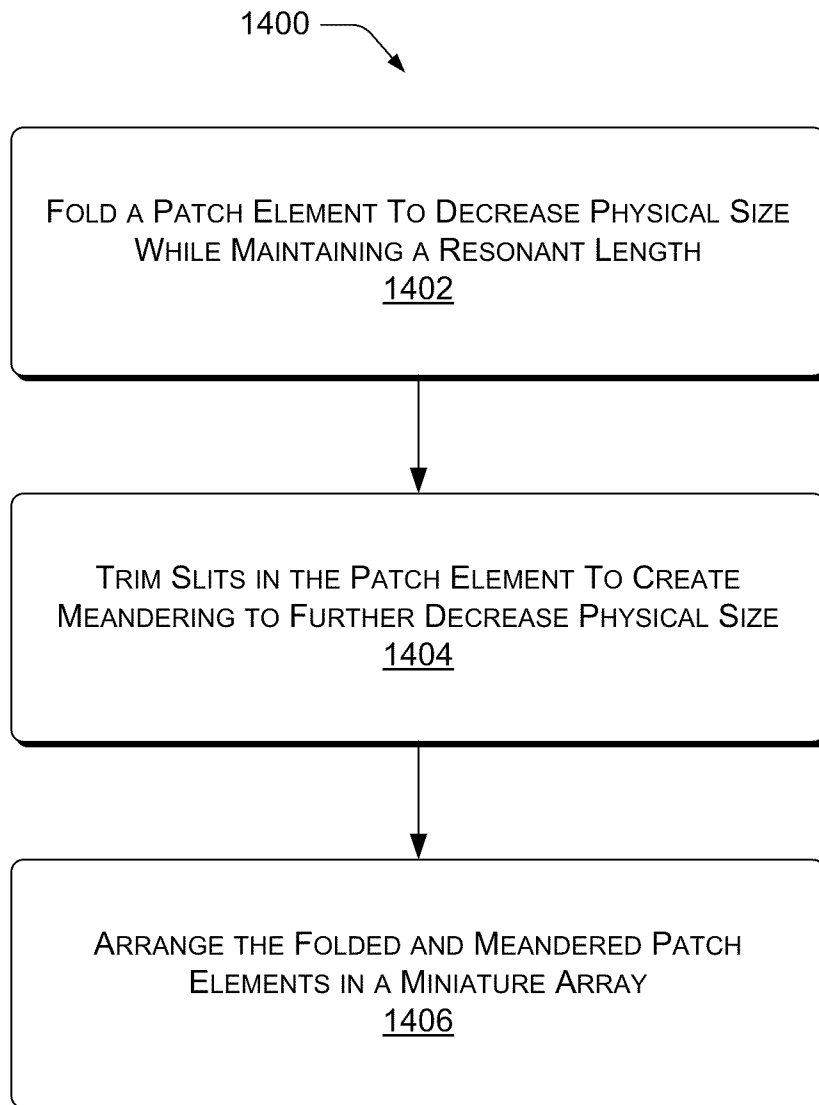 1400
FOLD A PATCH ELEMENT TO DECREASE PHYSICAL SIZE
WHILE MAINTAINING A RESONANT LENGTH
1402
TRIM SLITS IN THE PATCH ELEMENT TO CREATE
MEANDERING TO FURTHER DECREASE PHYSICAL SIZE
1404
ARRANGE THE FOLDED AND MEANDERED PATCH
ELEMENTS IN A MINIATURE ARRAY
1406